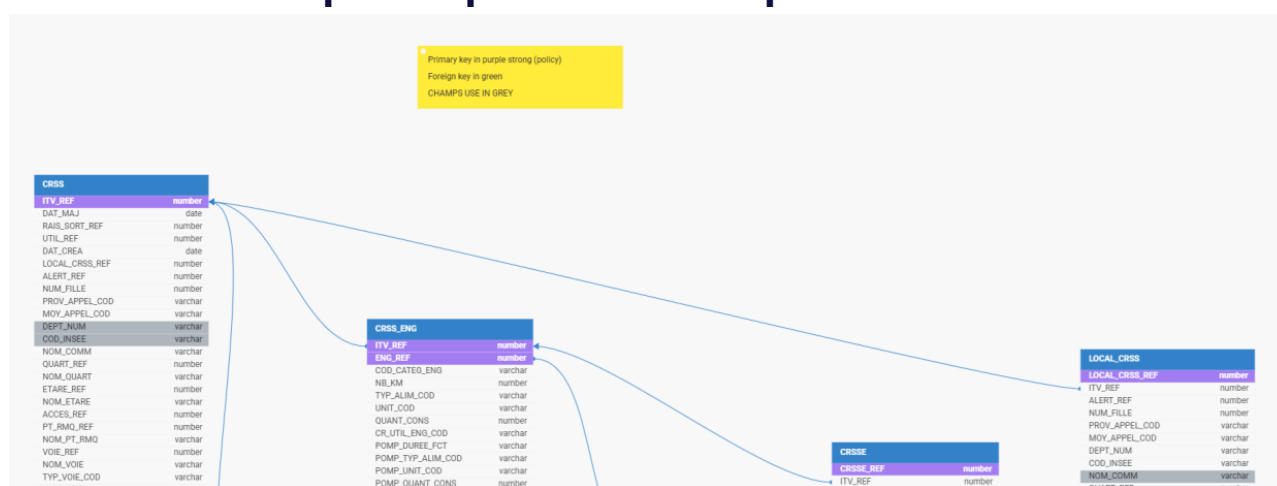 Primary key in purple strong (policy)
Foreign key in green
CHAMPS USE IN GREY
CRSS
ITV_REF number
DAT_MAJ date
RAIS_SORT_REF number
UTIL_REF number
DAT_CREA date
LOCAL_CRSS_REF number
ALERT_REF number
NUM_FILLE number
PROV_APPEL_COD varchar
MOY_APPEL_COD varchar
DEPT_NUM varchar
COD_INSEE varchar
NOM_COMM varchar
QUART_REF number
NOM_QUART varchar
ETARE_REF number
NOM_ETARE varchar
ACCES_REF number
PT_RMQ_REF number
NOM_PT_RMQ varchar
VOIE_REF number
NOM_VOIE varchar
TYP_VOIE_COD varchar
CRSS_ENG
ITV_REF number
ENG_REF number
COD_CATEG_ENG varchar
NB_KM number
TYP_ALIM_COD varchar
UNIT_COD varchar
QUANT_CONS number
CR_UTIL_ENG_COD varchar
POMP_DUREE_FCT varchar
POMP_TYP_ALIM_COD varchar
POMP_UNIT_COD varchar
POMP_QUANT_CONS number
CRSSE
CRSSE_REF number
ITV_REF number
LOCAL_CRSS
LOCAL_CRSS_REF number
ITV_REF number
ALERT_REF number
NUM_FILLE number
PROV_APPEL_COD varchar
MOY_APPEL_COD varchar
DEPT_NUM varchar
COD_INSEE varchar
NOM_COMM varchar